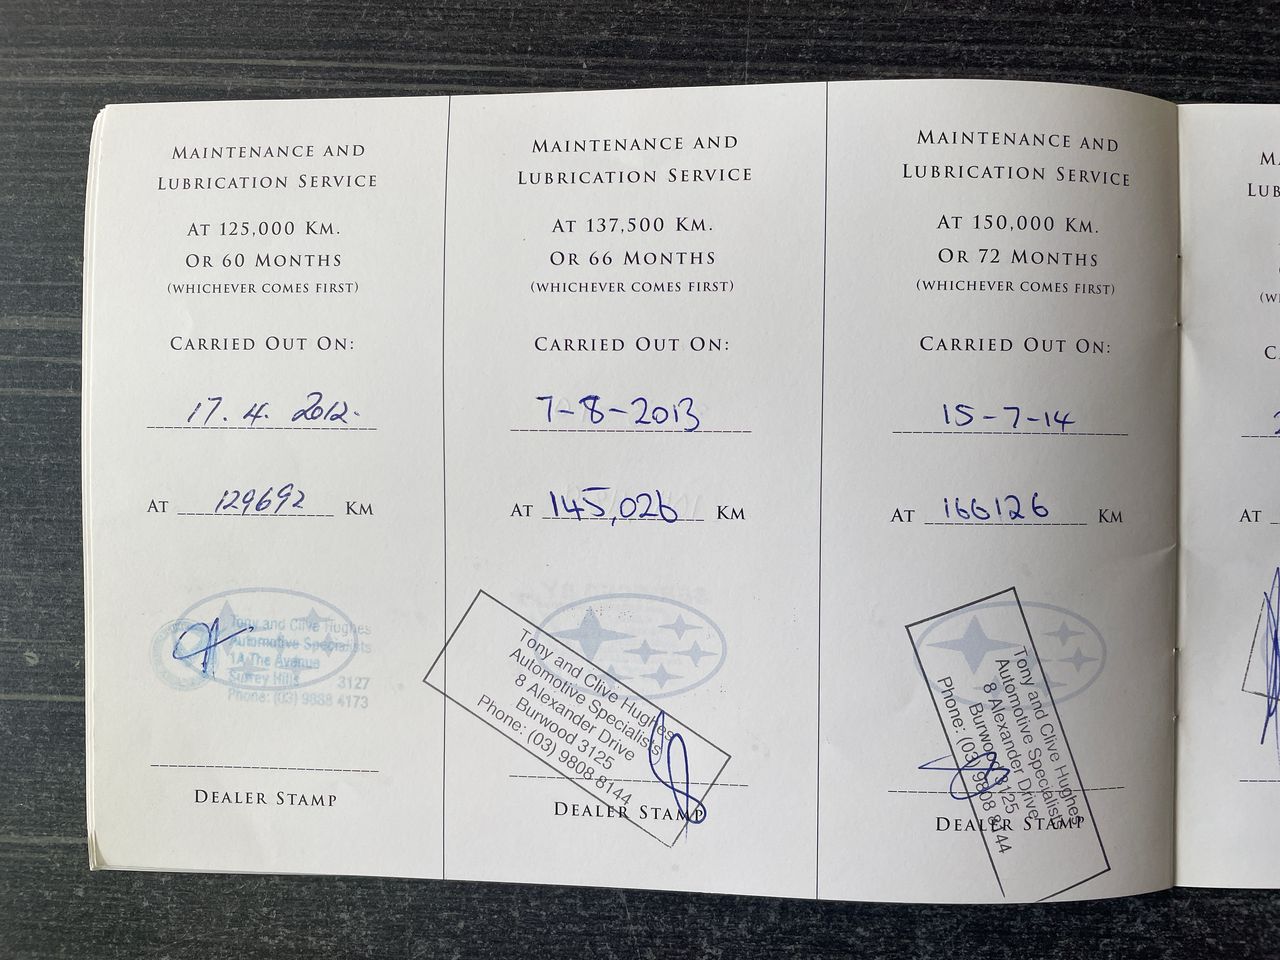 MAINTENANCE AND
LUBRICATION SERVICE
AT 125,000 KM.
OR 60 MONTHS
(WHICHEVER COMES FIRST)
CARRIED OUT ON:
17. 4. 2012.
AT 129692 KM
Tony and Clive Hughes
Automotive Specialists
1A The Avenue
Surrey Hills 3127
Phone: (03) 9888 4173
DEALER STAMP
MAINTENANCE AND
LUBRICATION SERVICE
AT 137,500 KM.
OR 66 MONTHS
(WHICHEVER COMES FIRST)
CARRIED OUT ON:
7-8-2013
AT 145,026 KM
Tony and Clive Hughes
Automotive Specialists
8 Alexander Drive
Burwood 3125
Phone: (03) 9808 8144
DEALER STAMP
MAINTENANCE AND
LUBRICATION SERVICE
AT 150,000 KM.
OR 72 MONTHS
(WHICHEVER COMES FIRST)
CARRIED OUT ON:
15-7-14
AT 166126 KM
Tony and Clive Hughes
Automotive Specialists
8 Alexander Drive
Burwood 3125
Phone: (03) 9808 8144
DEALER STAMP
AT